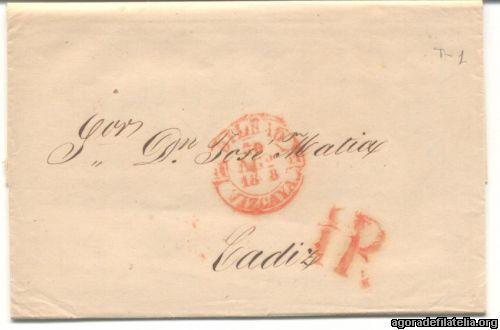 T-1
Sor Dn José Matia
VIZCAYA
Cadiz
1R
agoradefilatelia.org